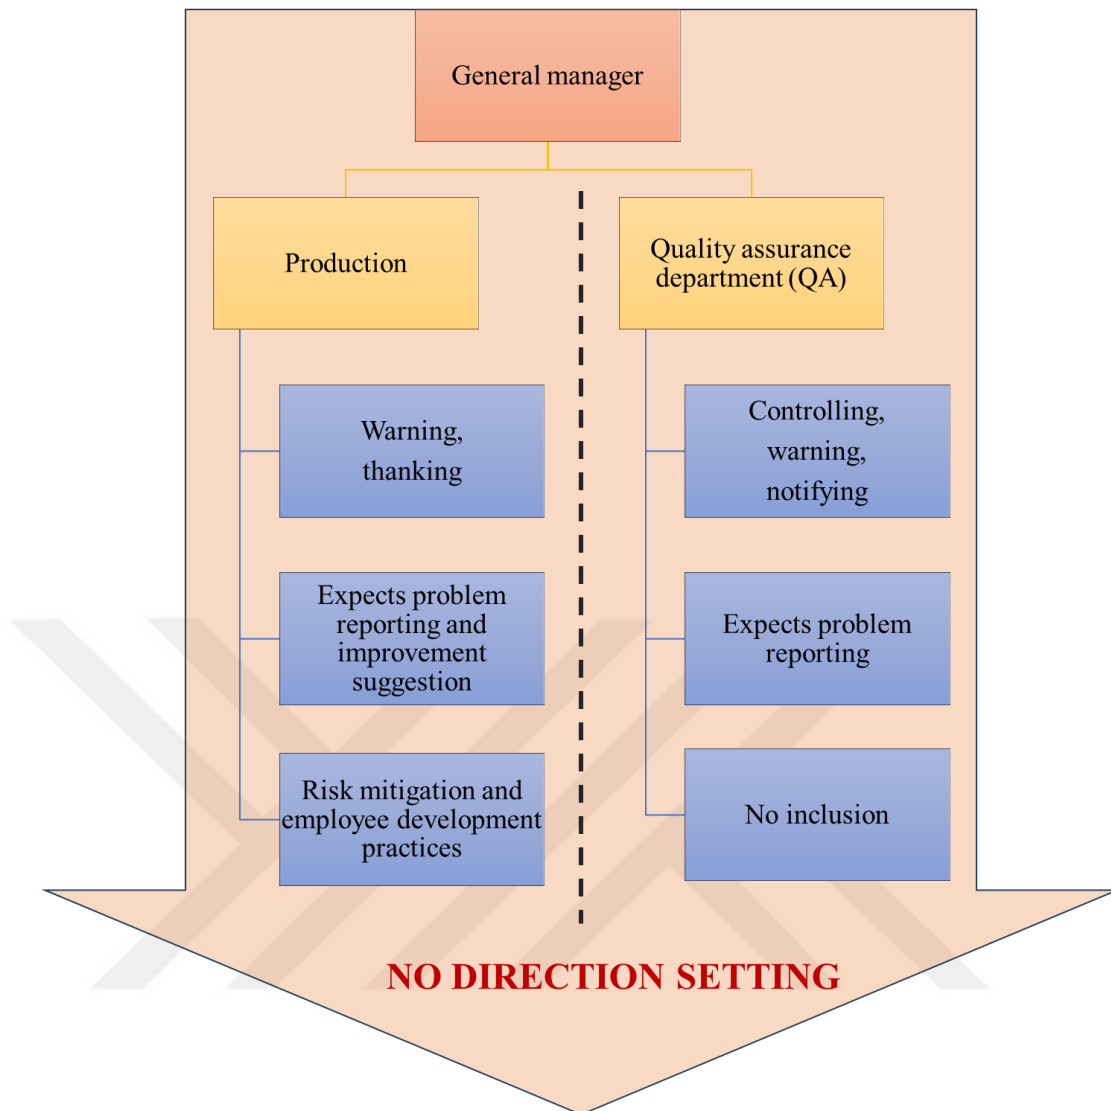 General manager
Production
Quality assurance
department (QA)
Warning,
thanking
Controlling,
warning,
notifying
Expects problem
reporting and
improvement
suggestion
Expects problem
reporting
Risk mitigation and
employee development
practices
No inclusion
NO DIRECTION SETTING